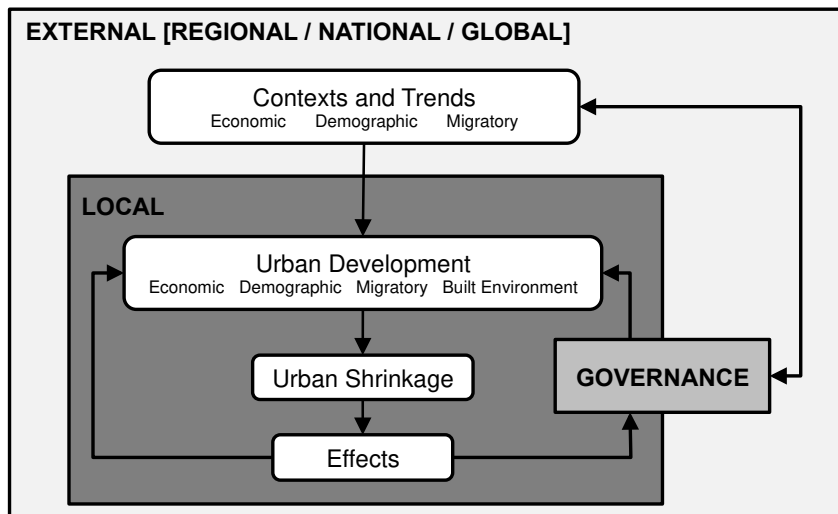 EXTERNAL [REGIONAL / NATIONAL / GLOBAL]
Contexts and Trends
Economic Demographic Migratory
LOCAL
Urban Development
Economic Demographic Migratory Built Environment
Urban Shrinkage
GOVERNANCE
Effects